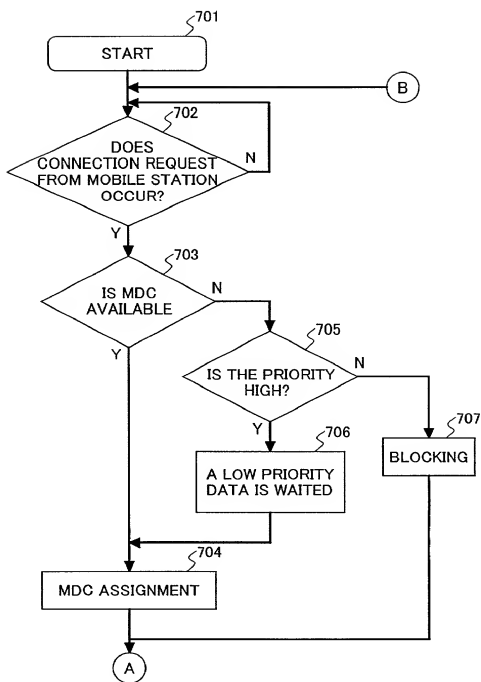 701
START
B
702
DOES
CONNECTION REQUEST
FROM MOBILE STATION
OCCUR?
N
Y
703
IS MDC
AVAILABLE
N
Y
705
IS THE PRIORITY
HIGH?
N
Y
706
A LOW PRIORITY
DATA IS WAITED
707
BLOCKING
704
MDC ASSIGNMENT
A